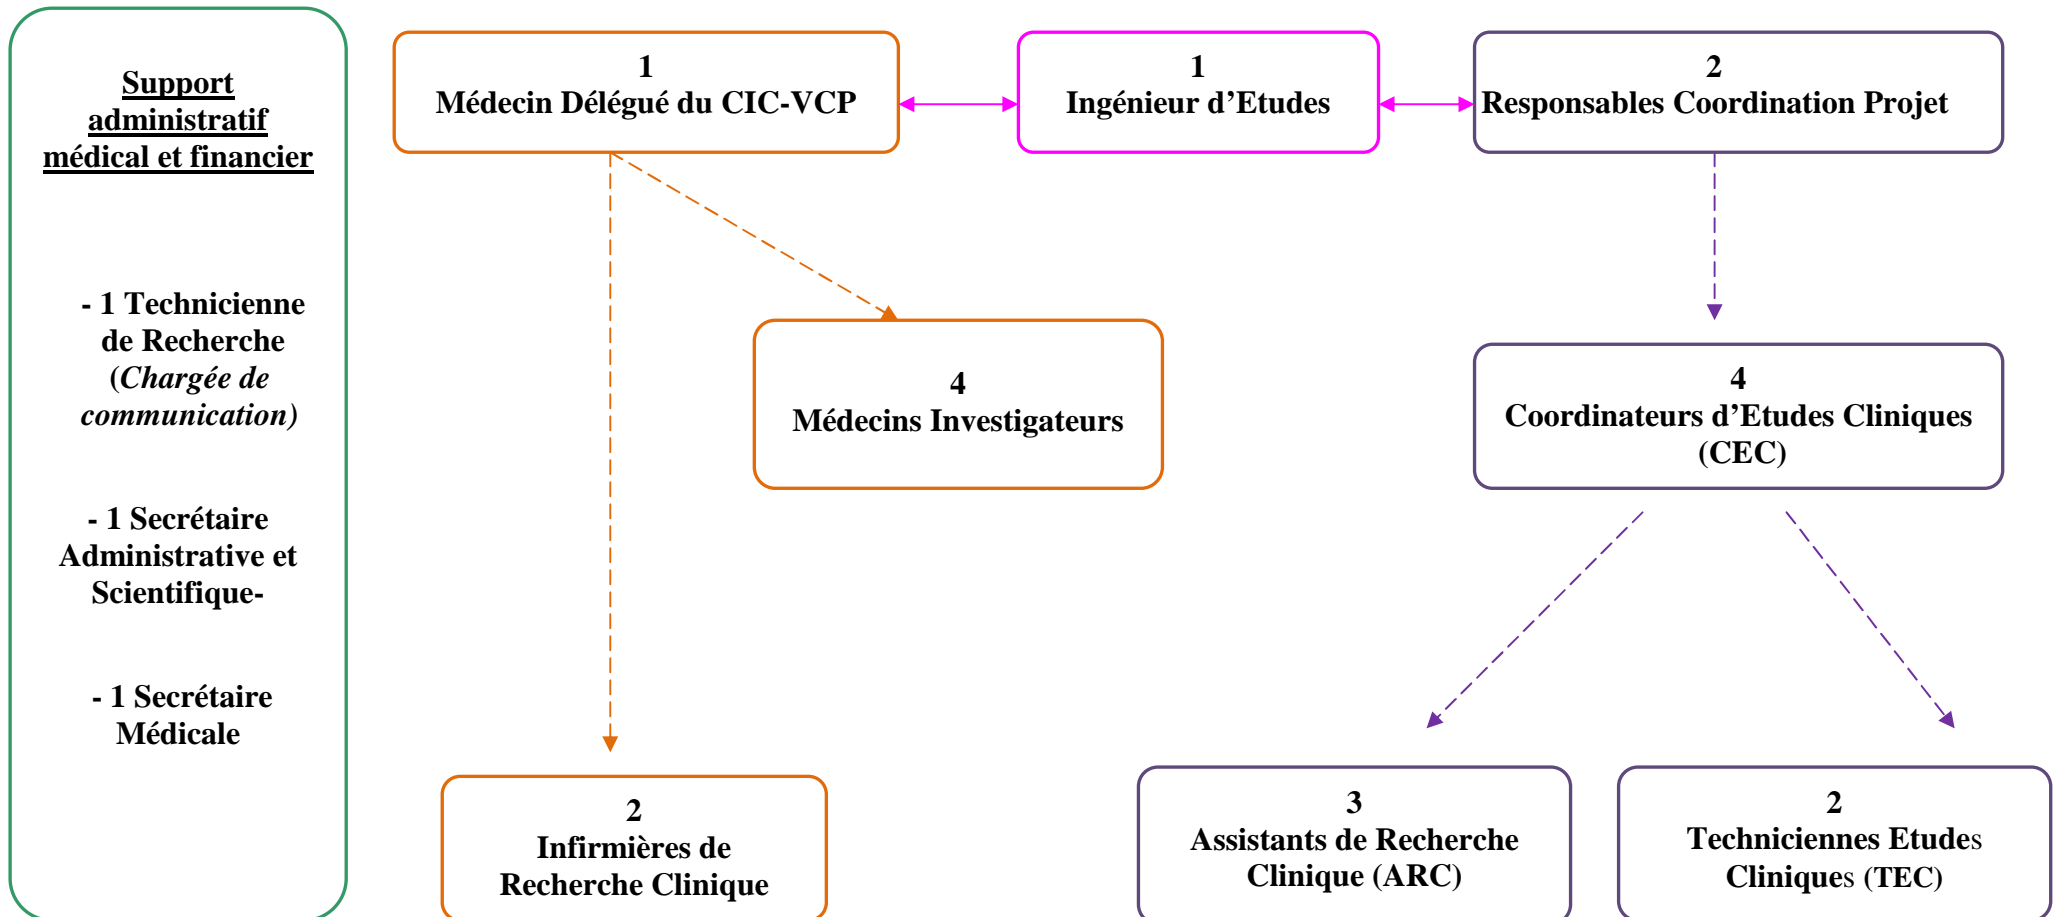 Support
administratif
médical et financier
- 1 Technicienne
de Recherche
(Chargée de
communication)
- 1 Secrétaire
Administrative et
Scientifique-
- 1 Secrétaire
Médicale
1
Médecin Délégué du CIC-VCP
1
Ingénieur d’Etudes
2
Responsables Coordination Projet
4
Médecins Investigateurs
4
Coordinateurs d’Etudes Cliniques
(CEC)
2
Infirmières de
Recherche Clinique
3
Assistants de Recherche
Clinique (ARC)
2
Techniciennes Etudes
Cliniques (TEC)